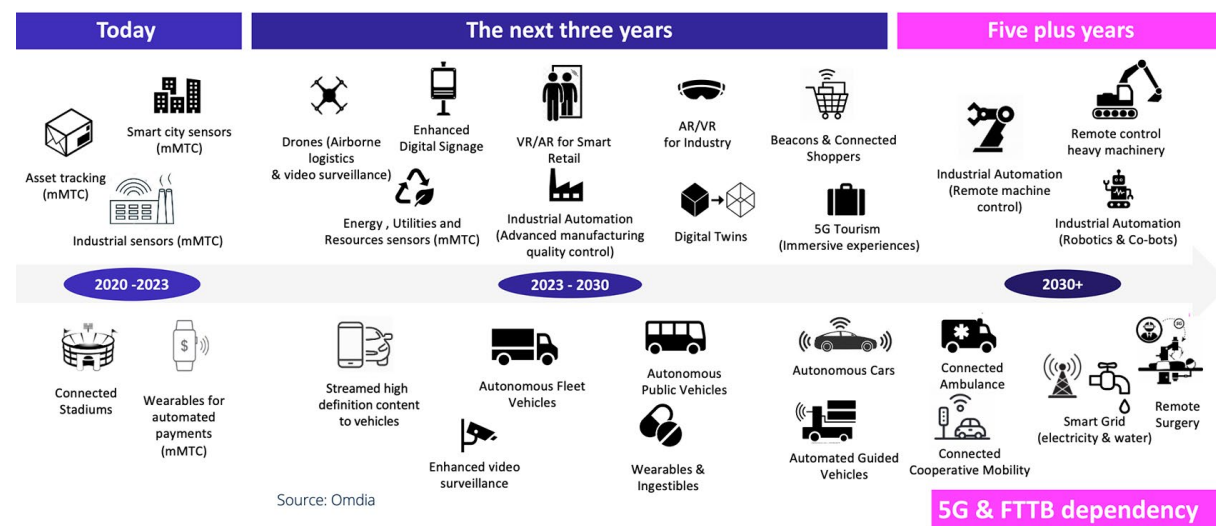 Today
The next three years
Five plus years
Asset tracking
(mMTC)
Smart city sensors
(mMTC)
Industrial sensors (mMTC)
Drones (Airborne
logistics
& video surveillance)
Enhanced
Digital Signage
VR/AR for Smart
Retail
AR/VR
for Industry
Beacons & Connected
Shoppers
Energy , Utilities and
Resources sensors (mMTC)
Industrial Automation
(Advanced manufacturing
quality control)
Digital Twins
5G Tourism
(Immersive experiences)
Industrial Automation
(Remote machine
control)
Remote control
heavy machinery
Industrial Automation
(Robotics & Co-bots)
2020 -2023
2023 - 2030
2030+
Connected
Stadiums
$
Wearables for
automated
payments
(mMTC)
Streamed high
definition content
to vehicles
Autonomous Fleet
Vehicles
Autonomous
Public Vehicles
Autonomous Cars
Enhanced video
surveillance
Wearables &
Ingestibles
Automated Guided
Vehicles
Connected
Ambulance
Connected
Cooperative Mobility
Smart Grid
(electricity & water)
Remote
Surgery
Source: Omdia
5G & FTTB dependency